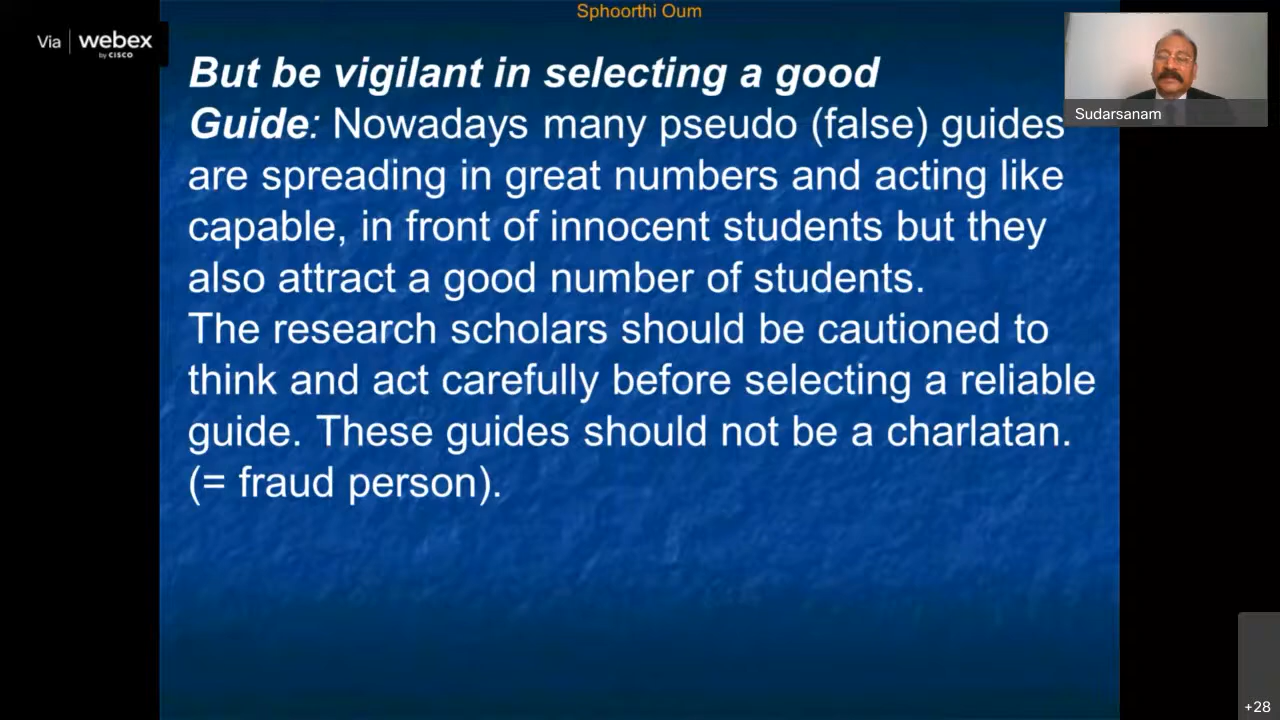 Sphoorthi Oum
Via | webex
by CISCO
But be vigilant in selecting a good
Guide: Nowadays many pseudo (false) guides
are spreading in great numbers and acting like
capable, in front of innocent students but they
also attract a good number of students.
The research scholars should be cautioned to
think and act carefully before selecting a reliable
guide. These guides should not be a charlatan.
(= fraud person).
Sudarsanam
+28